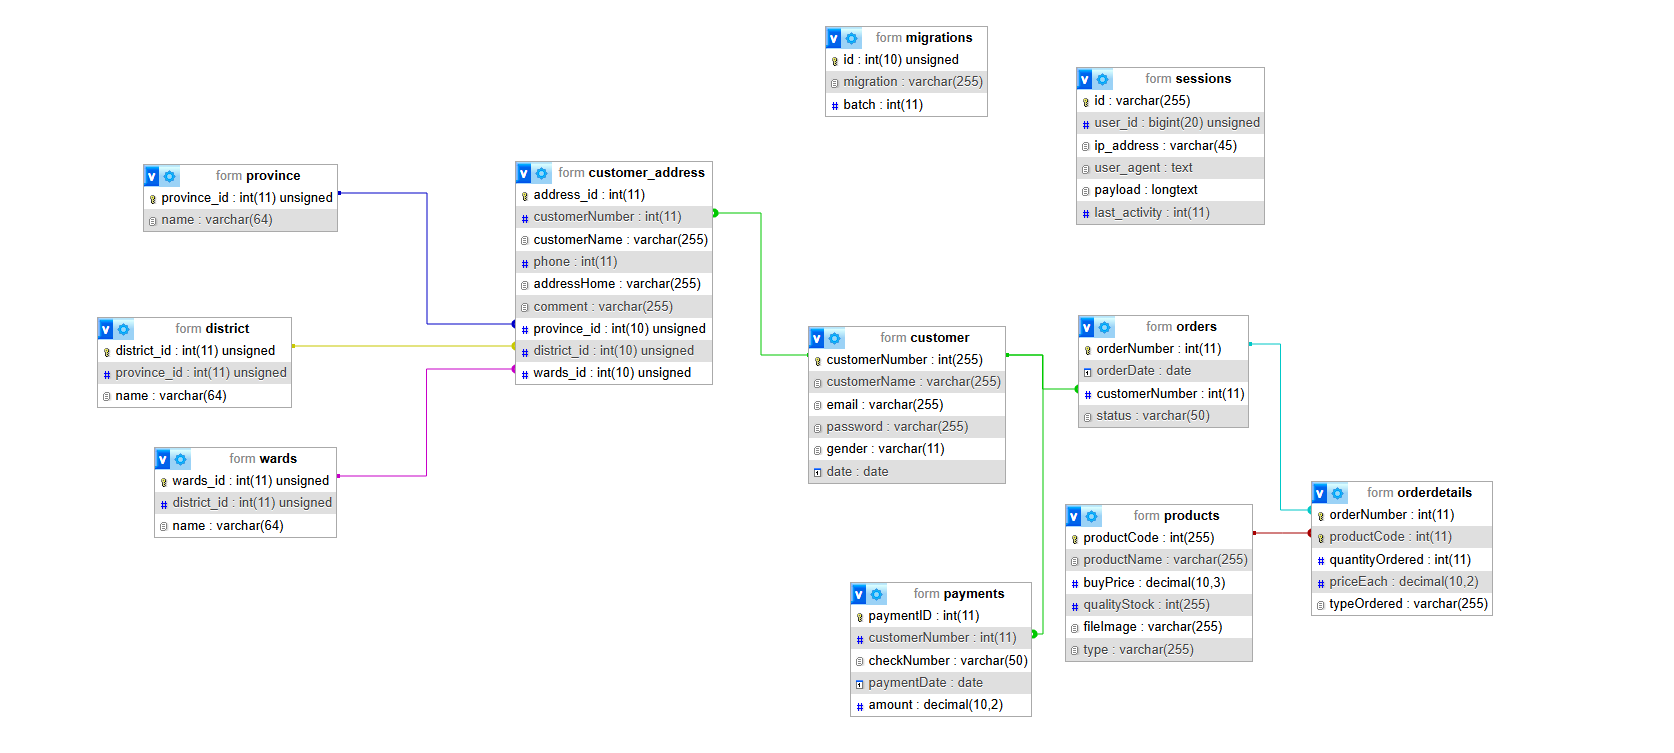 form migrations
id : int(10) unsigned
migration : varchar(255)
batch : int(11)
form sessions
id : varchar(255)
user_id : bigint(20) unsigned
ip_address : varchar(45)
user_agent : text
payload : longtext
last_activity : int(11)
form province
province_id : int(11) unsigned
name : varchar(64)
form customer_address
address_id : int(11)
customerNumber : int(11)
customerName : varchar(255)
phone : int(11)
addressHome : varchar(255)
comment : varchar(255)
province_id : int(10) unsigned
district_id : int(10) unsigned
wards_id : int(10) unsigned
form district
district_id : int(11) unsigned
province_id : int(11) unsigned
name : varchar(64)
form wards
wards_id : int(11) unsigned
district_id : int(11) unsigned
name : varchar(64)
form customer
customerNumber : int(255)
customerName : varchar(255)
email : varchar(255)
password : varchar(255)
gender : varchar(11)
date : date
form orders
orderNumber : int(11)
orderDate : date
customerNumber : int(11)
status : varchar(50)
form orderdetails
orderNumber : int(11)
productCode : int(11)
quantityOrdered : int(11)
priceEach : decimal(10,2)
typeOrdered : varchar(255)
form products
productCode : int(255)
productName : varchar(255)
buyPrice : decimal(10,3)
qualityStock : int(255)
fileImage : varchar(255)
type : varchar(255)
form payments
paymentID : int(11)
customerNumber : int(11)
checkNumber : varchar(50)
paymentDate : date
amount : decimal(10,2)